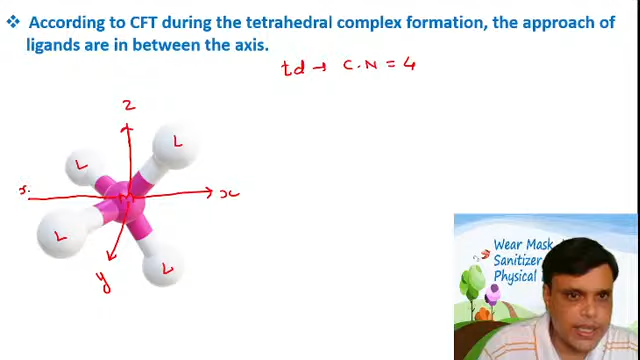 ❖ According to CFT during the tetrahedral complex formation, the approach of
ligands are in between the axis.
td → C.N = 4
z
L
L
x
M
x
L
L
y
Wear Mask
Sanitizer
Physical